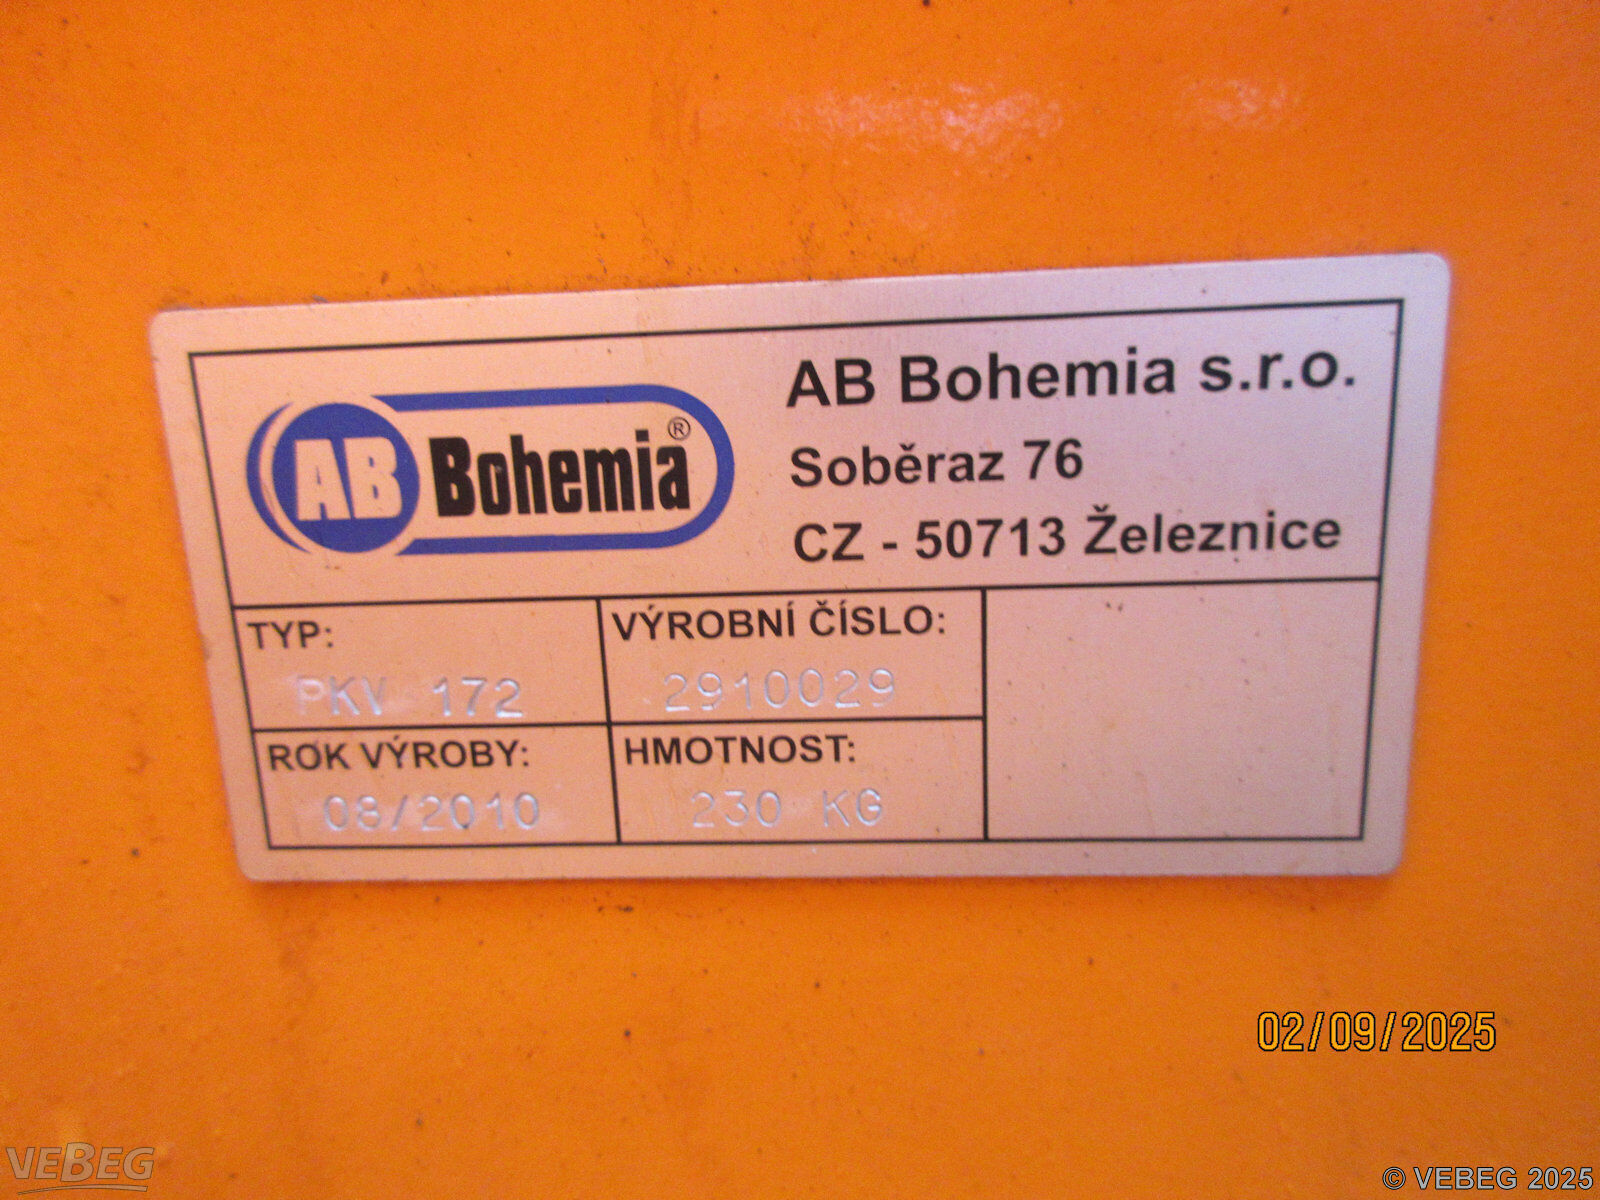 AB Bohemia®
AB Bohemia s.r.o.
Soběraz 76
CZ - 50713 Železnice
TYP:
PKV 172
VÝROBNÍ ČÍSLO:
2910029
ROK VÝROBY:
08/2010
HMOTNOST:
230 KG
02/09/2025
VEBEG
© VEBEG 2025